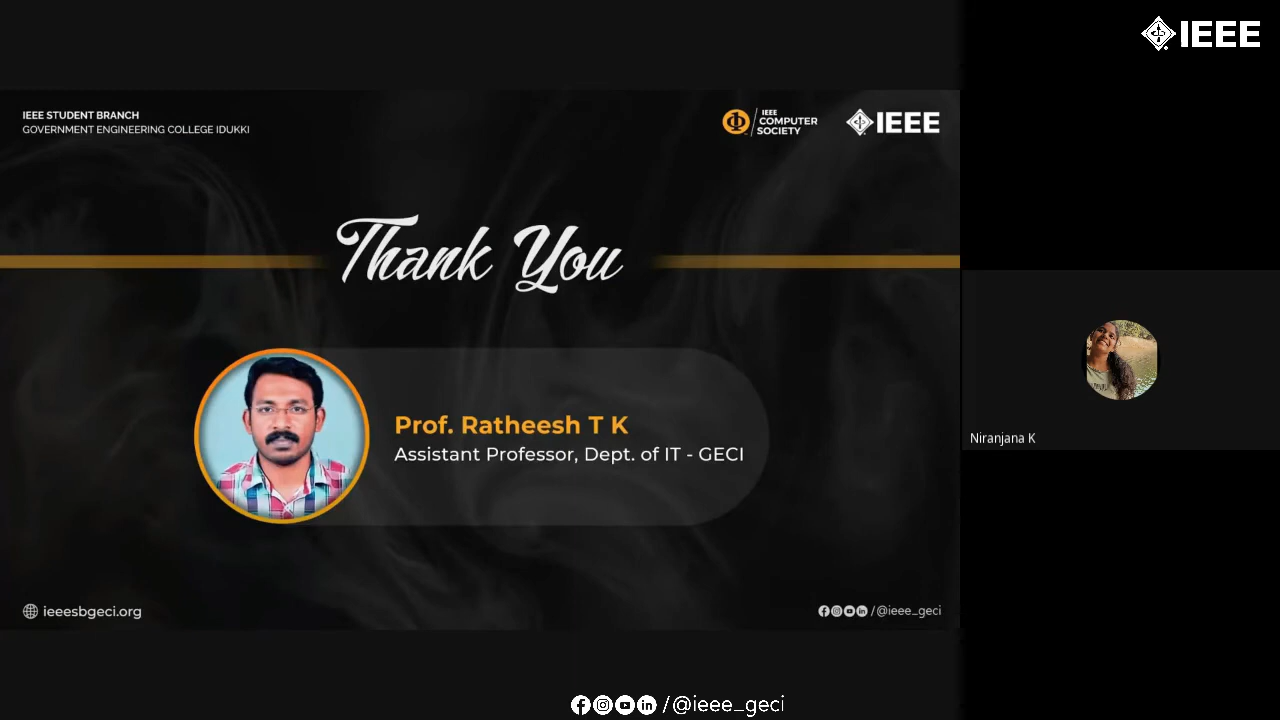 IEEE
IEEE STUDENT BRANCH
GOVERNMENT ENGINEERING COLLEGE IDUKKI
IEEE
COMPUTER
SOCIETY
IEEE
Thank You
Prof. Ratheesh T K
Assistant Professor, Dept. of IT - GECI
Niranjana K
ieeesbgeci.org
/@ieee_geci
/@ieee_geci